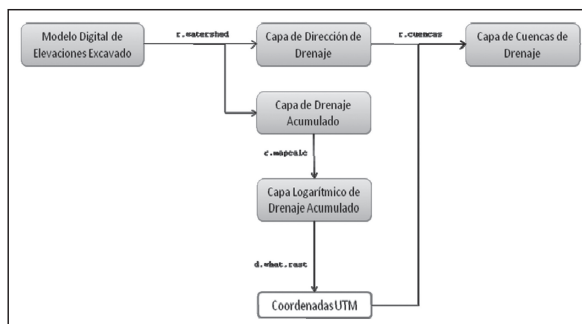 Modelo Digital de
Elevaciones Excavado
r.watershed
Capa de Dirección de
Drenaje
r.cuencas
Capa de Cuencas de
Drenaje
Capa de Drenaje
Acumulado
r.mapcalc
Capa Logarítmico de
Drenaje Acumulado
d.what.rast
Coordenadas UTM